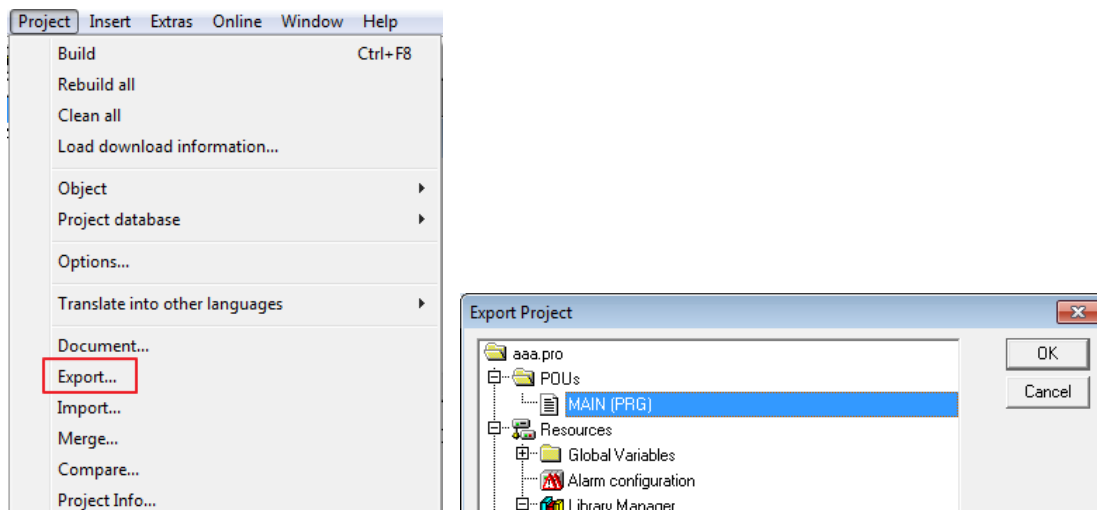 Project Insert Extras Online Window Help
Build Ctrl+F8
Rebuild all
Clean all
Load download information...
Object
Project database
Options...
Translate into other languages
Document...
Export...
Import...
Merge...
Compare...
Project Info...
Export Project
aaa.pro
POUs
MAIN (PRG)
Resources
Global Variables
Alarm configuration
Library Manager
OK
Cancel